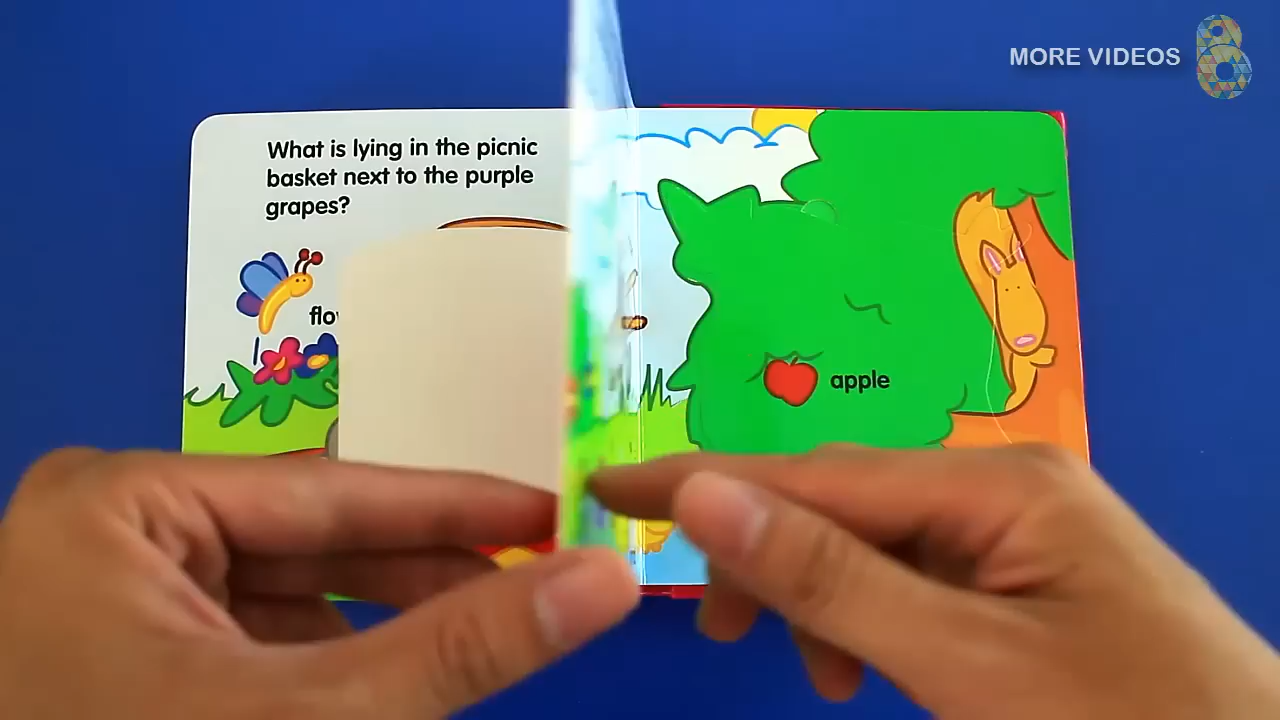 MORE VIDEOS
What is lying in the picnic
basket next to the purple
grapes?
apple